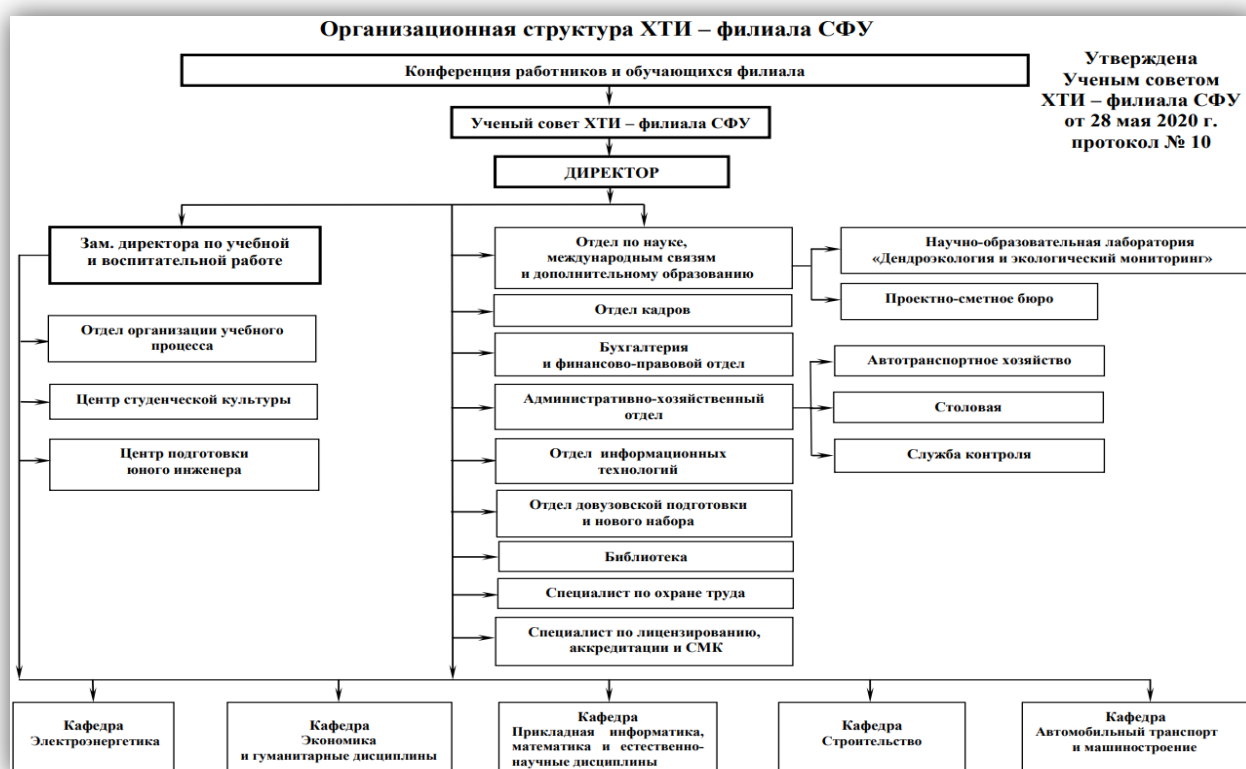 Организационная структура ХТИ – филиала СФУ
Утверждена
Ученым советом
ХТИ – филиала СФУ
от 28 мая 2020 г.
протокол № 10
Конференция работников и обучающихся филиала
Ученый совет ХТИ – филиала СФУ
ДИРЕКТОР
Зам. директора по учебной
и воспитательной работе
Отдел организации учебного
процесса
Центр студенческой культуры
Центр подготовки
юного инженера
Отдел по науке,
международным связям
и дополнительному образованию
Отдел кадров
Бухгалтерия
и финансово-правовой отдел
Административно-хозяйственный
отдел
Отдел информационных
технологий
Отдел довузовской подготовки
и нового набора
Библиотека
Специалист по охране труда
Специалист по лицензированию,
аккредитации и СМК
Научно-образовательная лаборатория
«Дендроэкология и экологический мониторинг»
Проектно-сметное бюро
Автотранспортное хозяйство
Столовая
Служба контроля
Кафедра
Электроэнергетика
Кафедра
Экономика
и гуманитарные дисциплины
Кафедра
Прикладная информатика,
математика и естественно-
научные дисциплины
Кафедра
Строительство
Кафедра
Автомобильный транспорт
и машиностроение